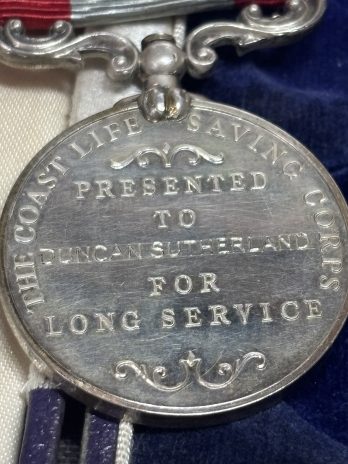 THE COAST LIFE SAVING CORPS
PRESENTED
TO
DUNCAN SUTHERLAND
FOR
LONG SERVICE